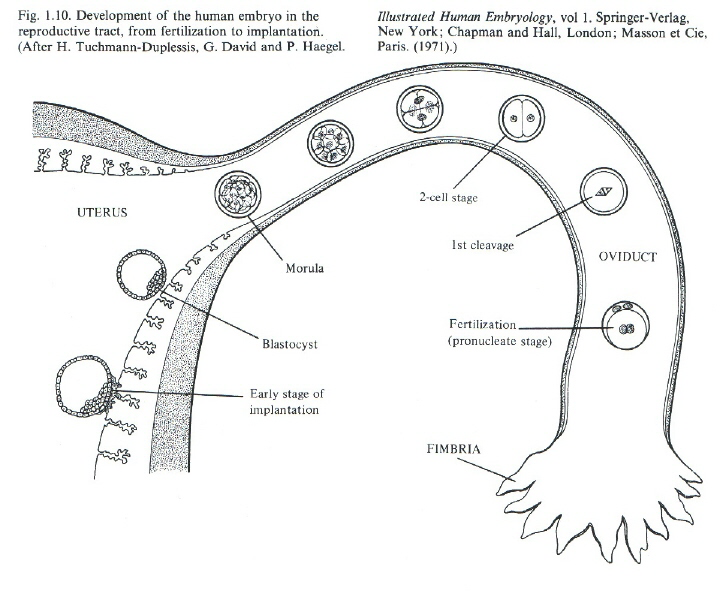 Fig. 1.10. Development of the human embryo in the
reproductive tract, from fertilization to implantation.
(After H. Tuchmann-Duplessis, G. David and P. Haegel.
Illustrated Human Embryology, vol 1. Springer-Verlag,
New York; Chapman and Hall, London; Masson et Cie,
Paris. (1971).)
2-cell stage
1st cleavage
UTERUS
OVIDUCT
Morula
Fertilization
(pronucleate stage)
Blastocyst
Early stage of
implantation
FIMBRIA